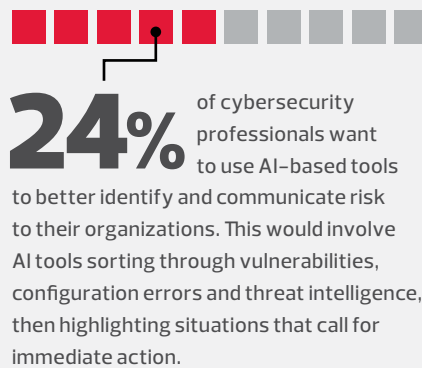 24%
of cybersecurity
professionals want
to use AI-based tools
to better identify and communicate risk
to their organizations. This would involve
AI tools sorting through vulnerabilities,
configuration errors and threat intelligence,
then highlighting situations that call for
immediate action.